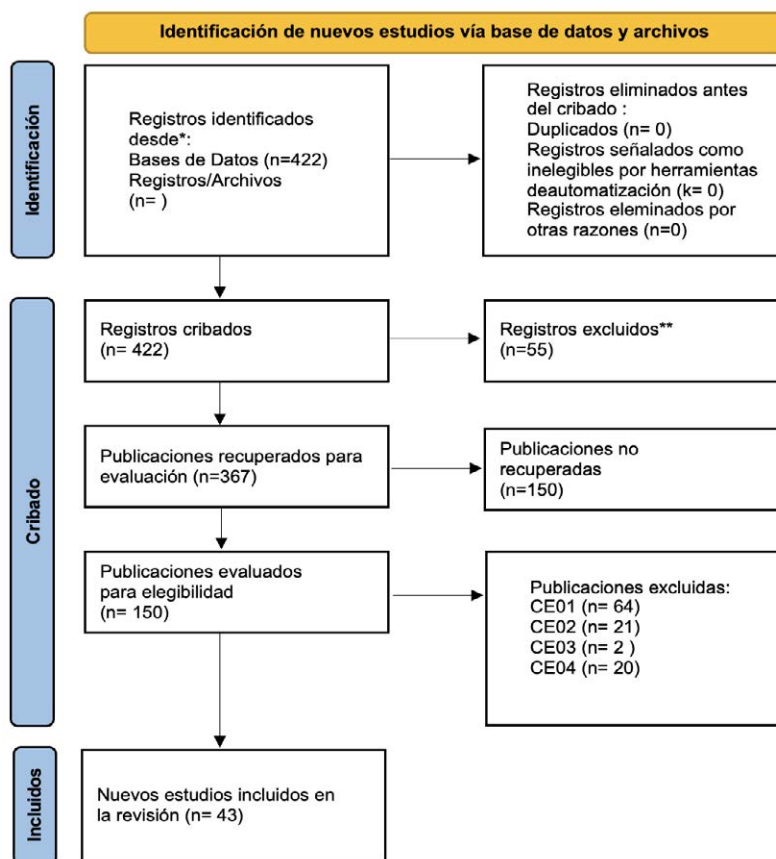 Identificación de nuevos estudios vía base de datos y archivos
Identificación
Registros identificados
desde*:
Bases de Datos (n=422)
Registros/Archivos
(n= )
Registros eliminados antes
del cribado :
Duplicados (n= 0)
Registros señalados como
inelegibles por herramientas
deautomatización (k= 0)
Registros eleminados por
otras razones (n=0)
Cribado
Registros cribados
(n= 422)
Registros excluidos**
(n=55)
Publicaciones recuperados para
evaluación (n=367)
Publicaciones no
recuperadas
(n=150)
Publicaciones evaluados
para elegibilidad
(n= 150)
Publicaciones excluidas:
CE01 (n= 64)
CE02 (n= 21)
CE03 (n= 2 )
CE04 (n= 20)
Incluidos
Nuevos estudios incluidos en
la revisión (n= 43)